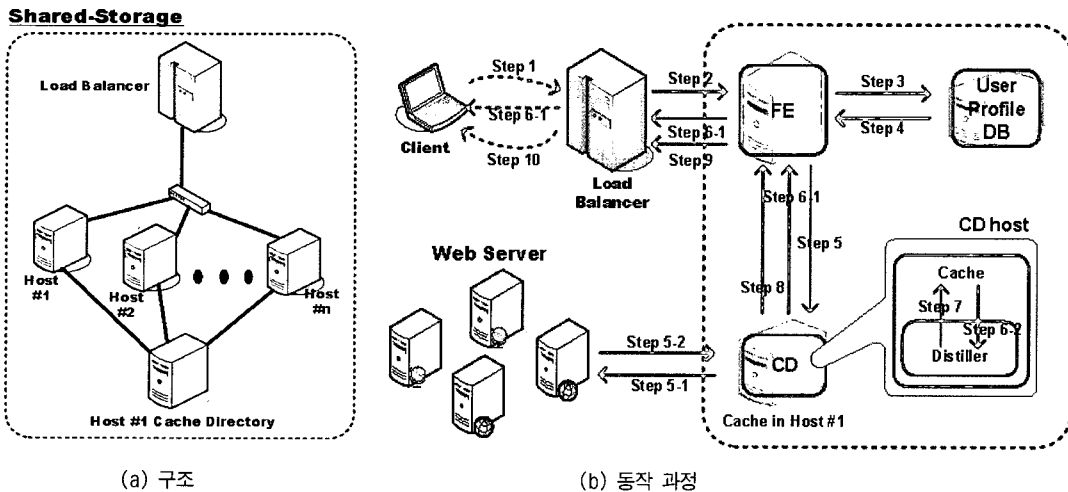 Shared-Storage
Load Balancer
Host
#1
Host
#2
Host
#n
Host #1 Cache Directory
(a) 구조
Client
Step 1
Step 6-1
Step 10
Load
Balancer
Step 2
Step 6-1
Step 9
FE
Step 3
Step 4
User
Profile
DB
Step 6-1
Step 5
Step 8
Web Server
Step 5-2
Step 5-1
CD
Cache in Host #1
CD host
Cache
Step 7
Step 6-2
Distiller
(b) 동작 과정